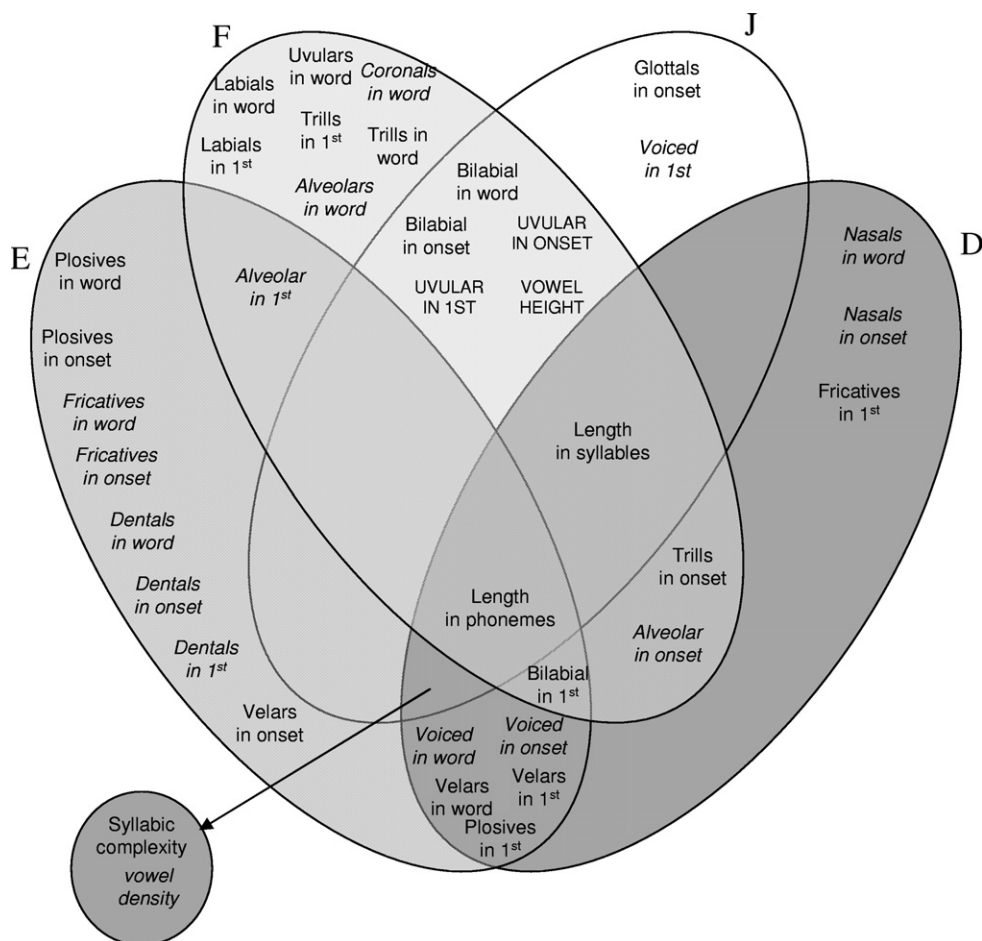 F
J
E
D
Uvulars
in word
Coronals
in word
Labials
in word
Trills
in 1st
Trills in
word
Labials
in 1st
Alveolars
in word
Glottals
in onset
Voiced
in 1st
Bilabial
in word
Bilabial
in onset
UVULAR
IN ONSET
UVULAR
IN 1ST
VOWEL
HEIGHT
Alveolar
in 1st
Plosives
in word
Plosives
in onset
Fricatives
in word
Fricatives
in onset
Dentals
in word
Dentals
in onset
Dentals
in 1st
Velars
in onset
Nasals
in word
Nasals
in onset
Fricatives
in 1st
Length
in syllables
Trills
in onset
Alveolar
in onset
Length
in phonemes
Bilabial
in 1st
Voiced
in word
Voiced
in onset
Velars
in word
Velars
in 1st
Plosives
in 1st
Syllabic
complexity
vowel
density